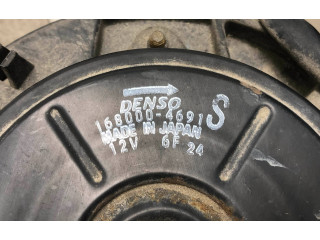 DENSO
168000-4691 S
MADE IN JAPAN
12V 6F 24